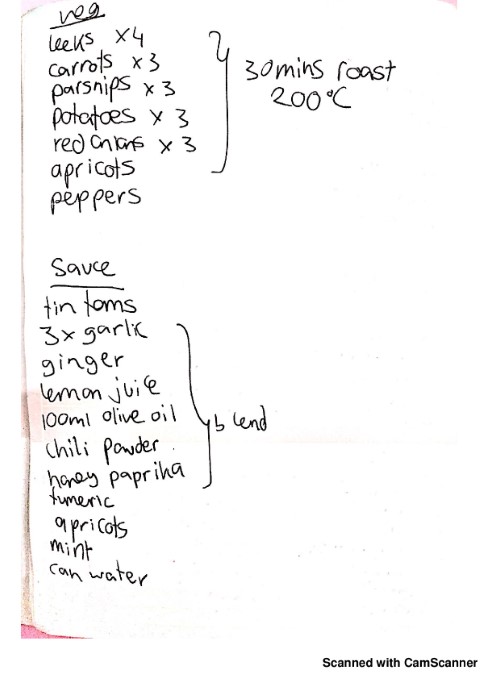 veg
leeks x4
carrots x 3
parsnips x 3
potatoes x 3
red onions x 3
apricots
peppers
30mins roast
200°C
Sauce
tin toms
3x garlic
ginger
lemon juice
100ml olive oil
chili powder
honey paprika
tumeric
apricots
mint
can water
blend
Scanned with CamScanner